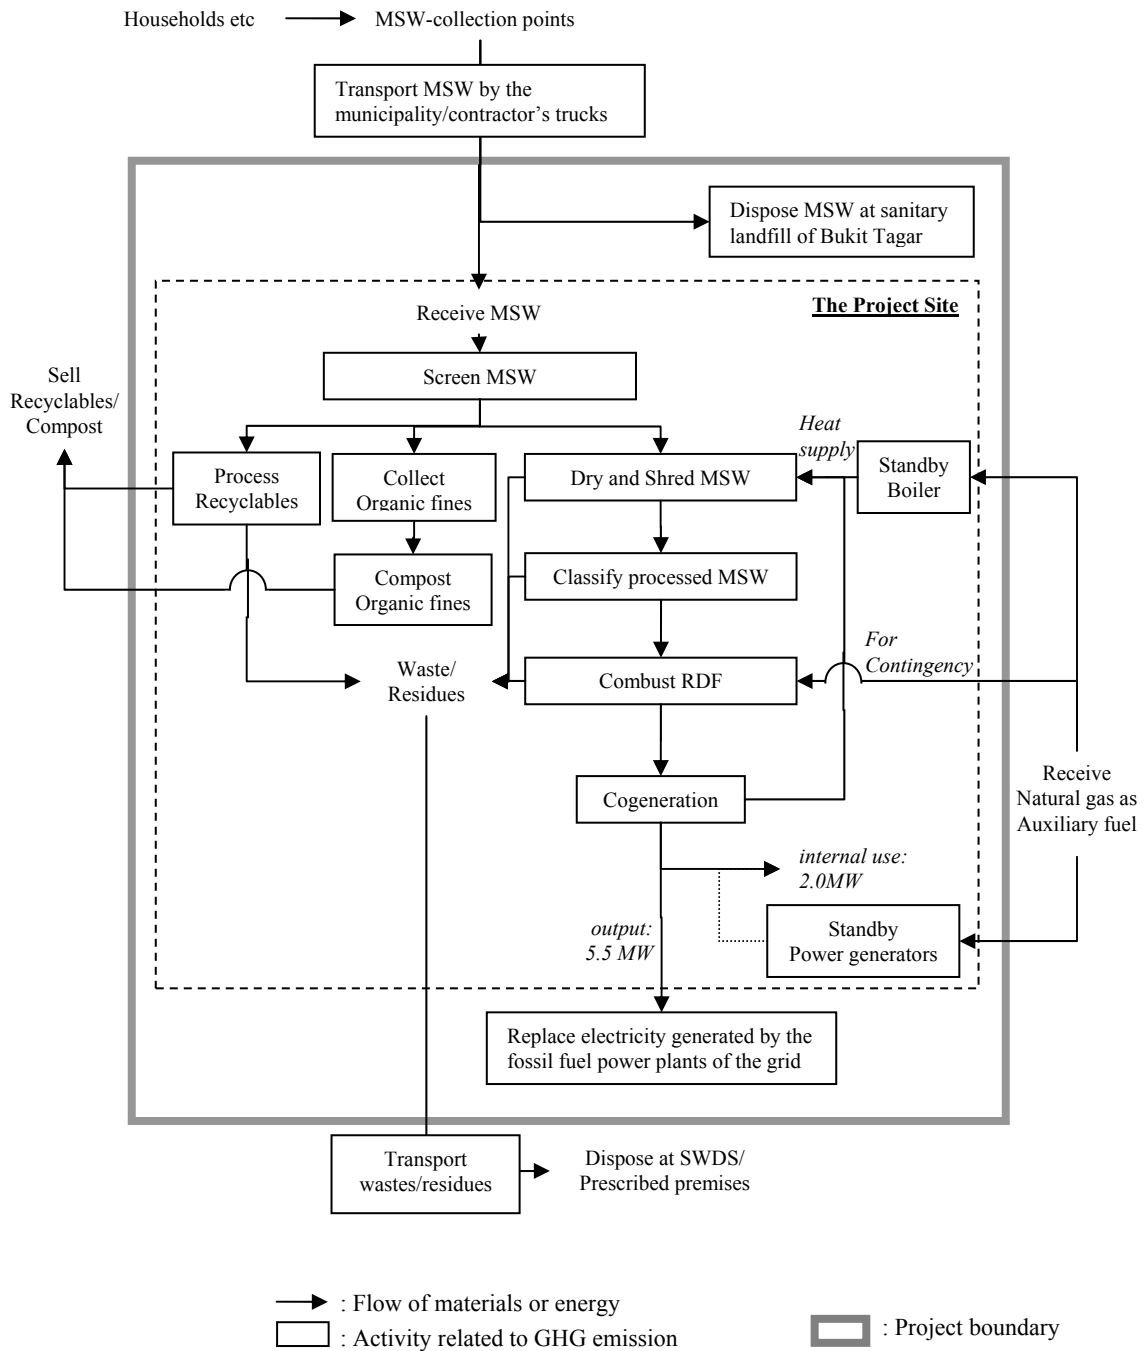 Households etc
MSW-collection points
Transport MSW by the
municipality/contractor's trucks
Dispose MSW at sanitary
landfill of Bukit Tagar
The Project Site
Receive MSW
Screen MSW
Sell
Recyclables/
Compost
Process
Recyclables
Collect
Organic fines
Dry and Shred MSW
Heat
supply
Standby
Boiler
Compost
Organic fines
Classify processed MSW
Waste/
Residues
Combust RDF
For
Contingency
Cogeneration
Receive
Natural gas as
Auxiliary fuel
internal use:
2.0MW
output:
5.5 MW
Standby
Power generators
Replace electricity generated by the
fossil fuel power plants of the grid
Transport
wastes/residues
Dispose at SWDS/
Prescribed premises
: Flow of materials or energy
: Activity related to GHG emission
: Project boundary